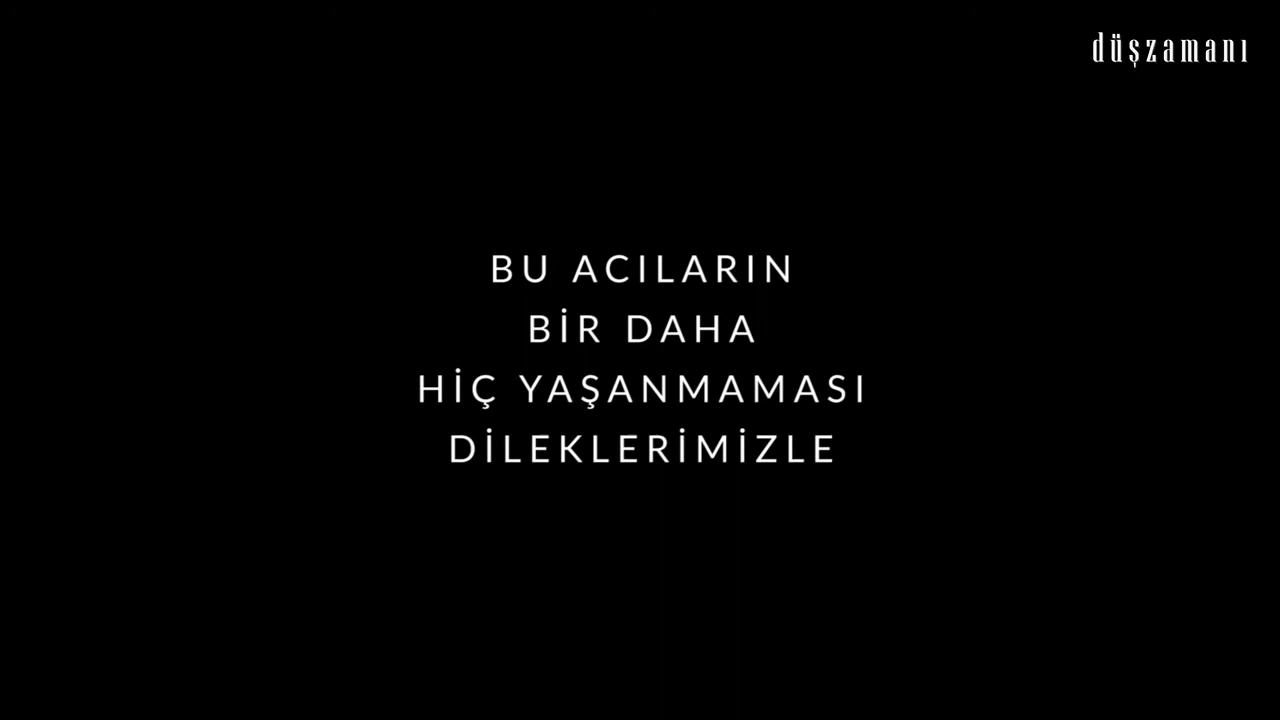 düşzamanı
BU ACILARIN
BİR DAHA
HİÇ YAŞANMAMASI
DİLEKLERİMİZLE